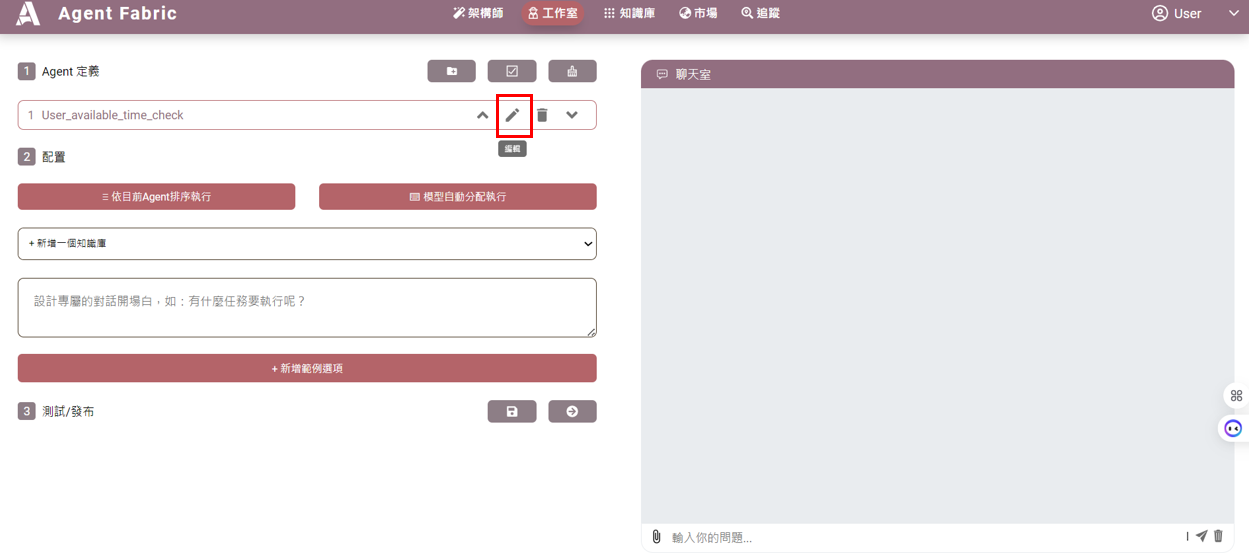 Agent Fabric
架構師
工作室
知識庫
市場
追蹤
User
1 Agent 定義
1 User_available_time_check
編輯
2 配置
依目前Agent排序執行
模型自動分配執行
+ 新增一個知識庫
設計專屬的對話開場白，如：有什麼任務要執行呢？
+ 新增範例選項
3 測試/發布
聊天室
輸入你的問題...